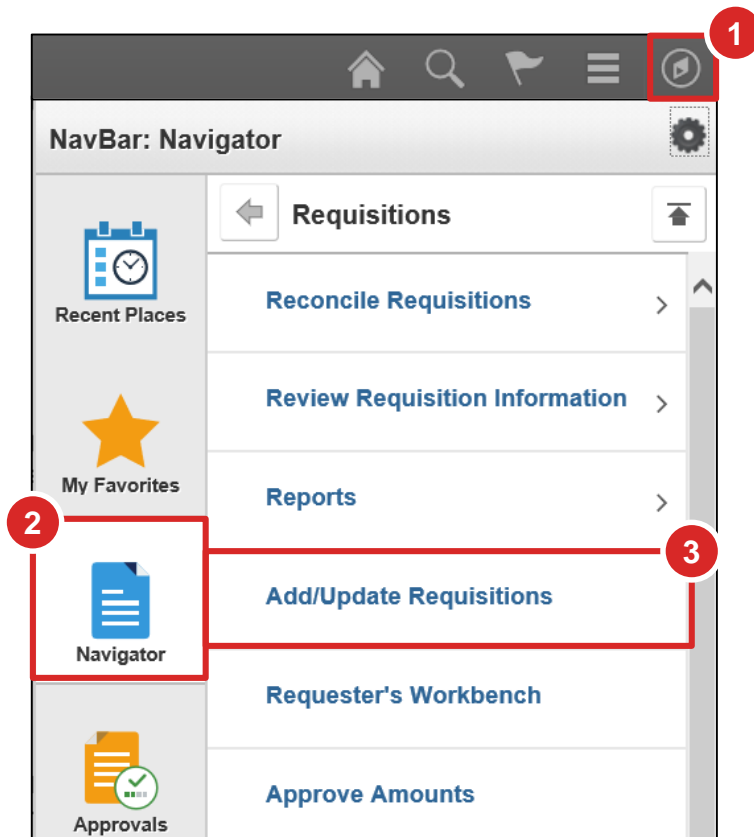 1
NavBar: Navigator
Requisitions
Recent Places
Reconcile Requisitions
Review Requisition Information
My Favorites
Reports
2
3
Navigator
Add/Update Requisitions
Requester's Workbench
Approvals
Approve Amounts